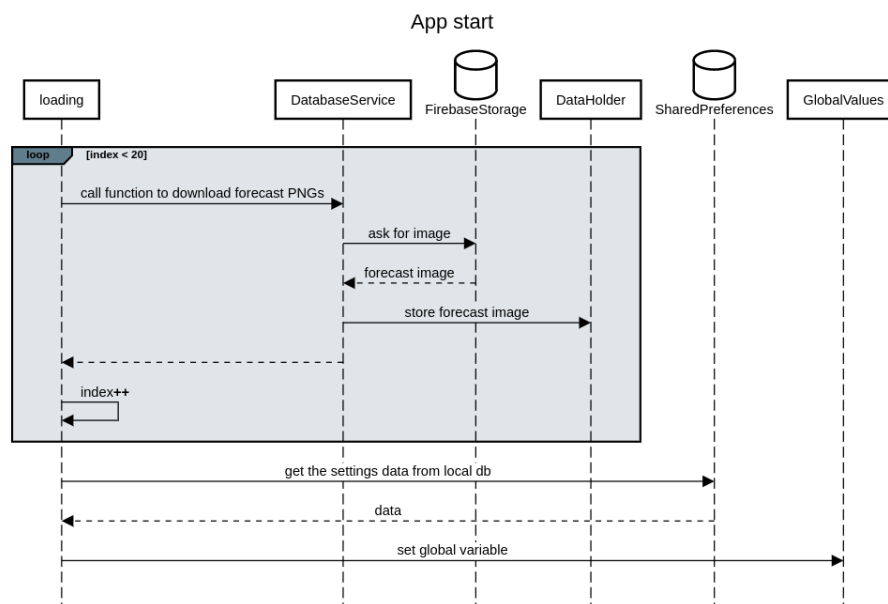 App start
loading
DatabaseService
FirebaseStorage
DataHolder
SharedPreferences
GlobalValues
loop
[index < 20]
call function to download forecast PNGs
ask for image
forecast image
store forecast image
index++
get the settings data from local db
data
set global variable